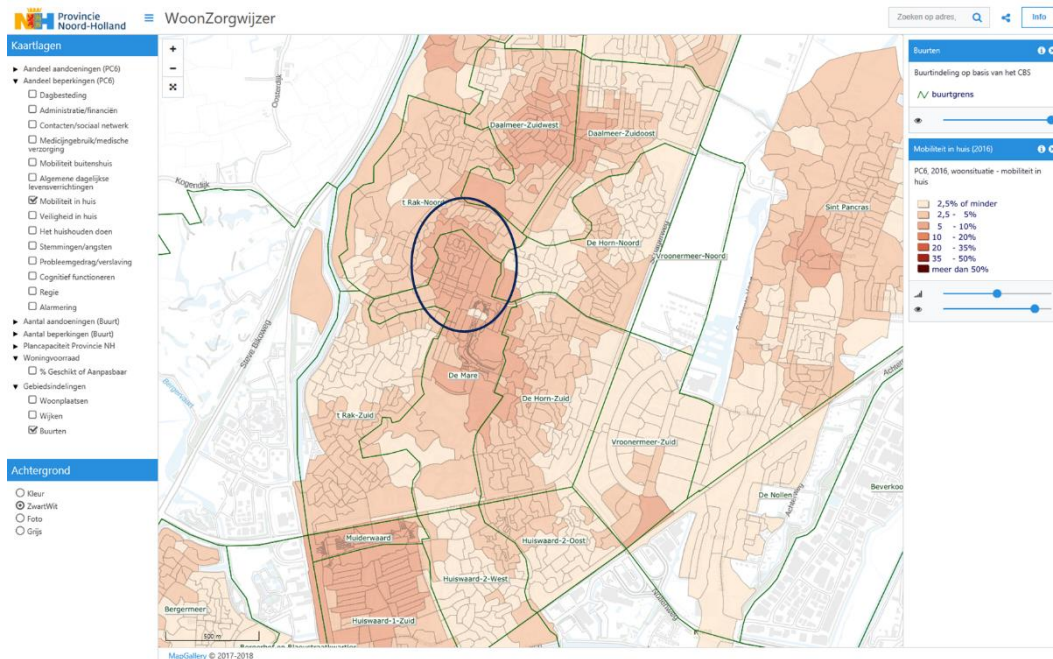 Provincie
Noord-Holland
WoonZorgwijzer
Zoeken op adres,
Info
Kaartlagen
Aandeel aandoeningen (PC6)
Aandeel beperkingen (PC6)
Dagbesteding
Administratie/financiën
Contacten/sociaal netwerk
Medicijngebruik/medische
verzorging
Mobiliteit buitenshuis
Algemene dagelijkse
levensverrichtingen
Mobiliteit in huis
Veiligheid in huis
Het huishouden doen
Stemmingen/angsten
Probleemgedrag/verslaving
Cognitief functioneren
Regie
Alarmering
Aantal aandoeningen (Buurt)
Aantal beperkingen (Buurt)
Plancapaciteit Provincie NH
Woningvoorraad
% Geschikt of Aanpasbaar
Gebiedsindelingen
Woonplaatsen
Wijken
Buurten
Achtergrond
Kleur
ZwartWit
Foto
Grijs
+
−
Oosterdijk
Kogendijk
Daalmeer-Zuidwest
Daalmeer-Zuidoost
t Rak-Noord
De Horn-Noord
Vroonermeer-Noord
Sint Pancras
De Mare
De Horn-Zuid
t Rak-Zuid
Vroonermeer-Zuid
De Nollen
Beverkoo
Achterweg
Muiderwaard
Huiswaard-2-Oost
Huiswaard-2-West
Huiswaard-1-Zuid
Bergermeer
500 m
MapGallery © 2017-2018
Buurten
Buurtindeling op basis van het CBS
buurtgrens
Mobiliteit in huis (2016)
PC6, 2016, woonsituatie - mobiliteit in
huis
2,5% of minder
2,5 - 5%
5 - 10%
10 - 20%
20 - 35%
35 - 50%
meer dan 50%